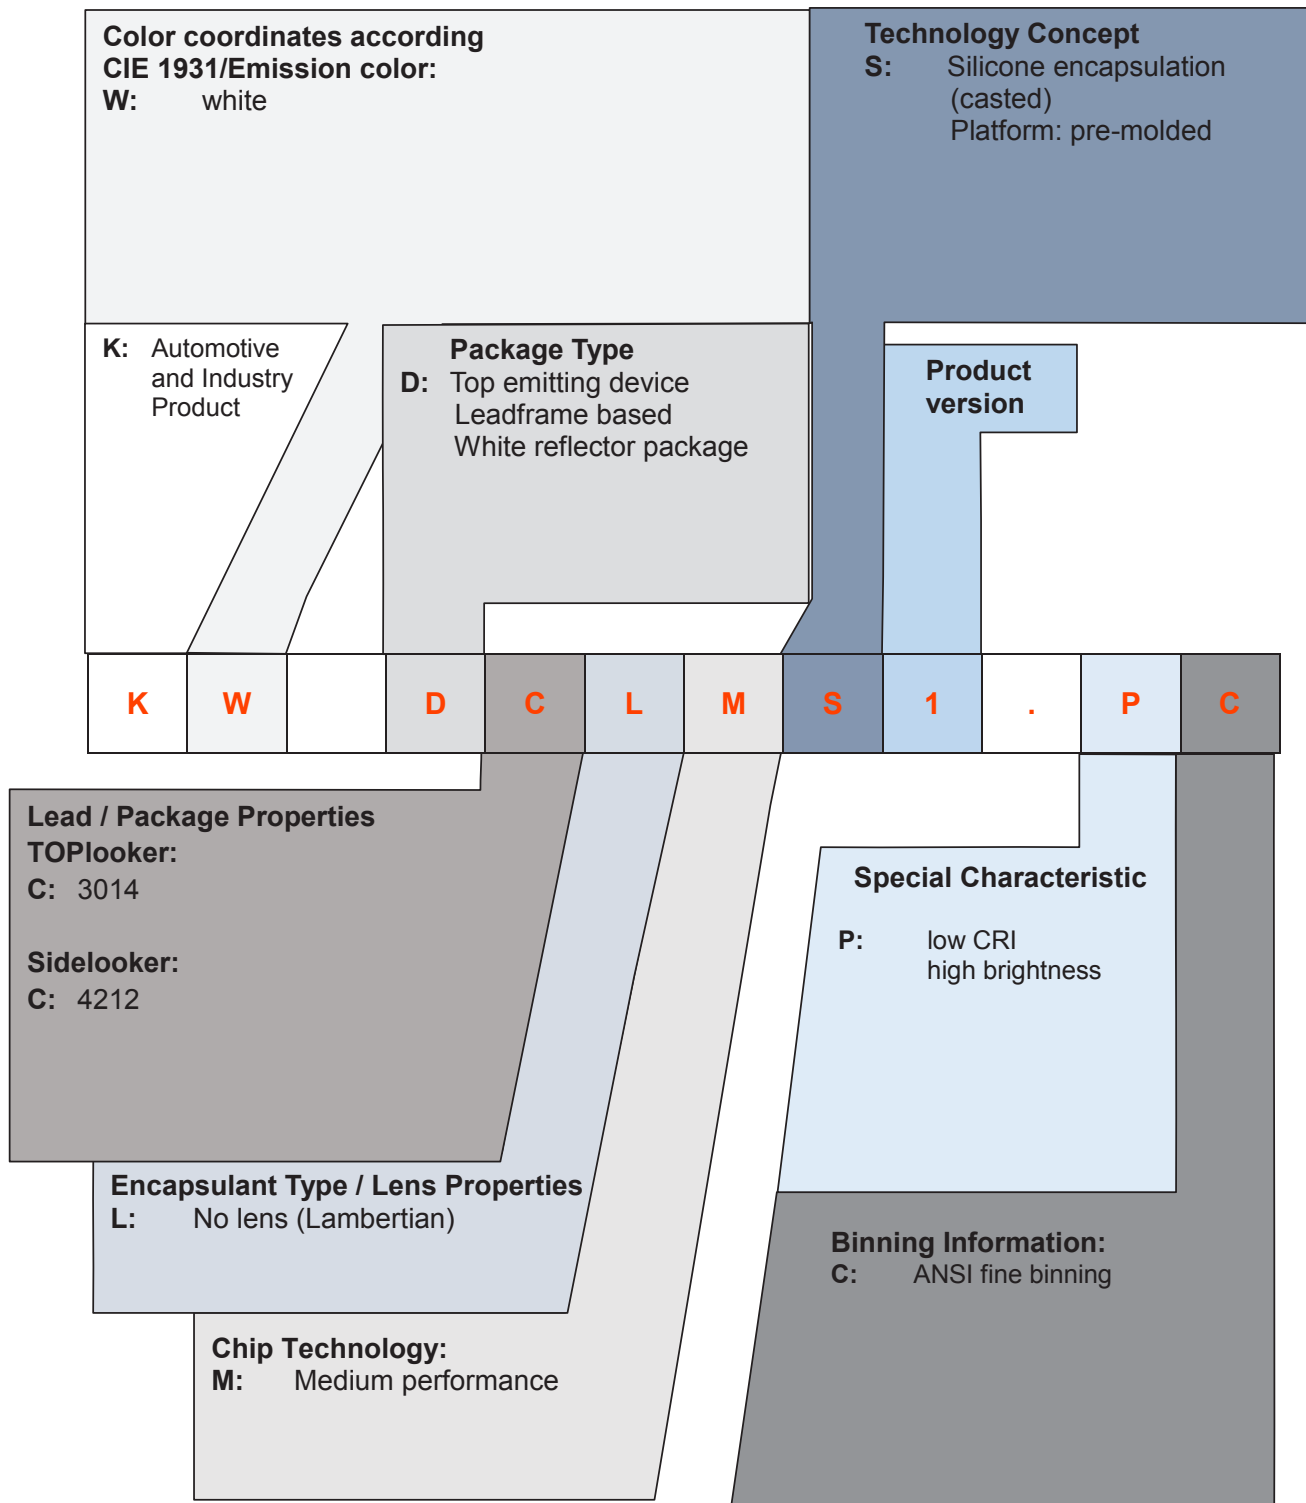 Color coordinates according
CIE 1931/Emission color:
W: white
Technology Concept
S: Silicone encapsulation
(casted)
Platform: pre-molded
K: Automotive
and Industry
Product
Package Type
D: Top emitting device
Leadframe based
White reflector package
Product
version
K W D C L M S 1 . P C
Lead / Package Properties
TOPlooker:
C: 3014
Sidelooker:
C: 4212
Special Characteristic
P: low CRI
high brightness
Encapsulant Type / Lens Properties
L: No lens (Lambertian)
Binning Information:
C: ANSI fine binning
Chip Technology:
M: Medium performance